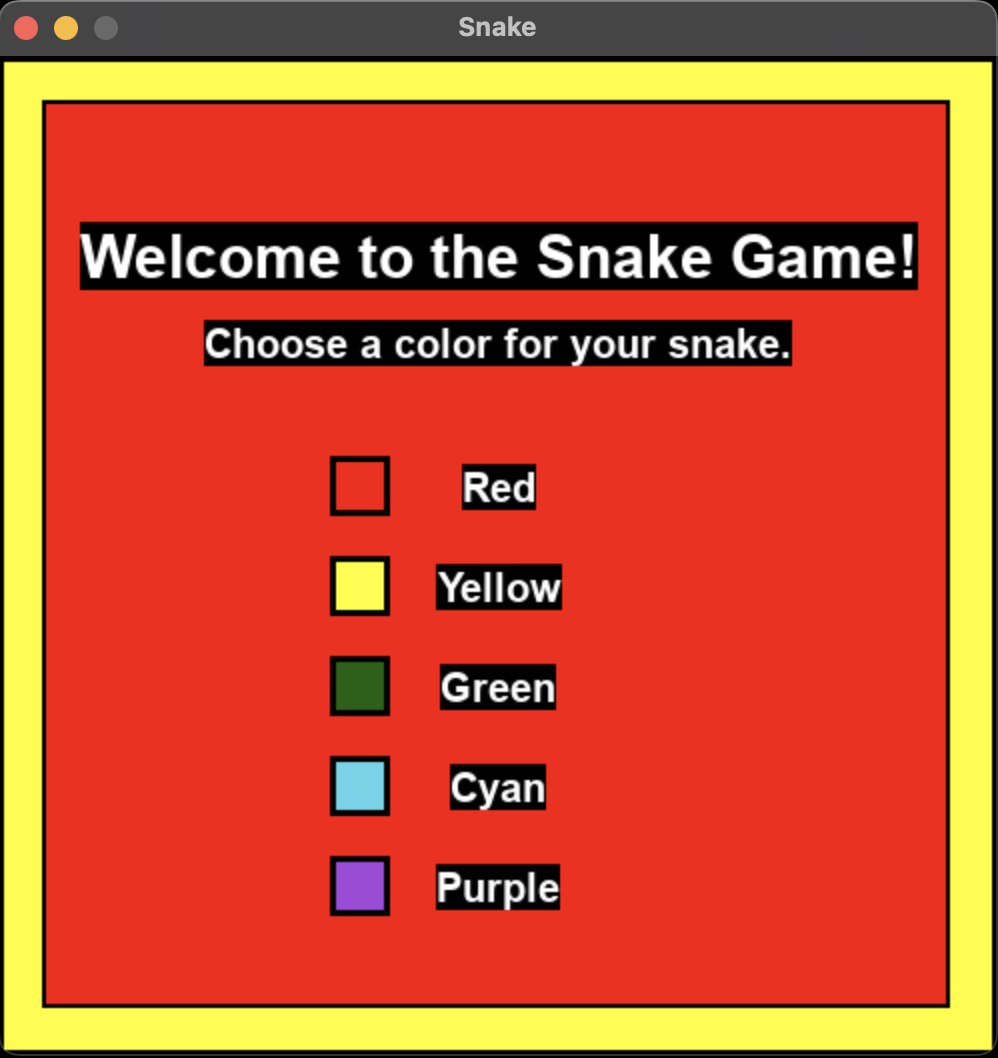 Snake
Welcome to the Snake Game!
Choose a color for your snake.
Red
Yellow
Green
Cyan
Purple